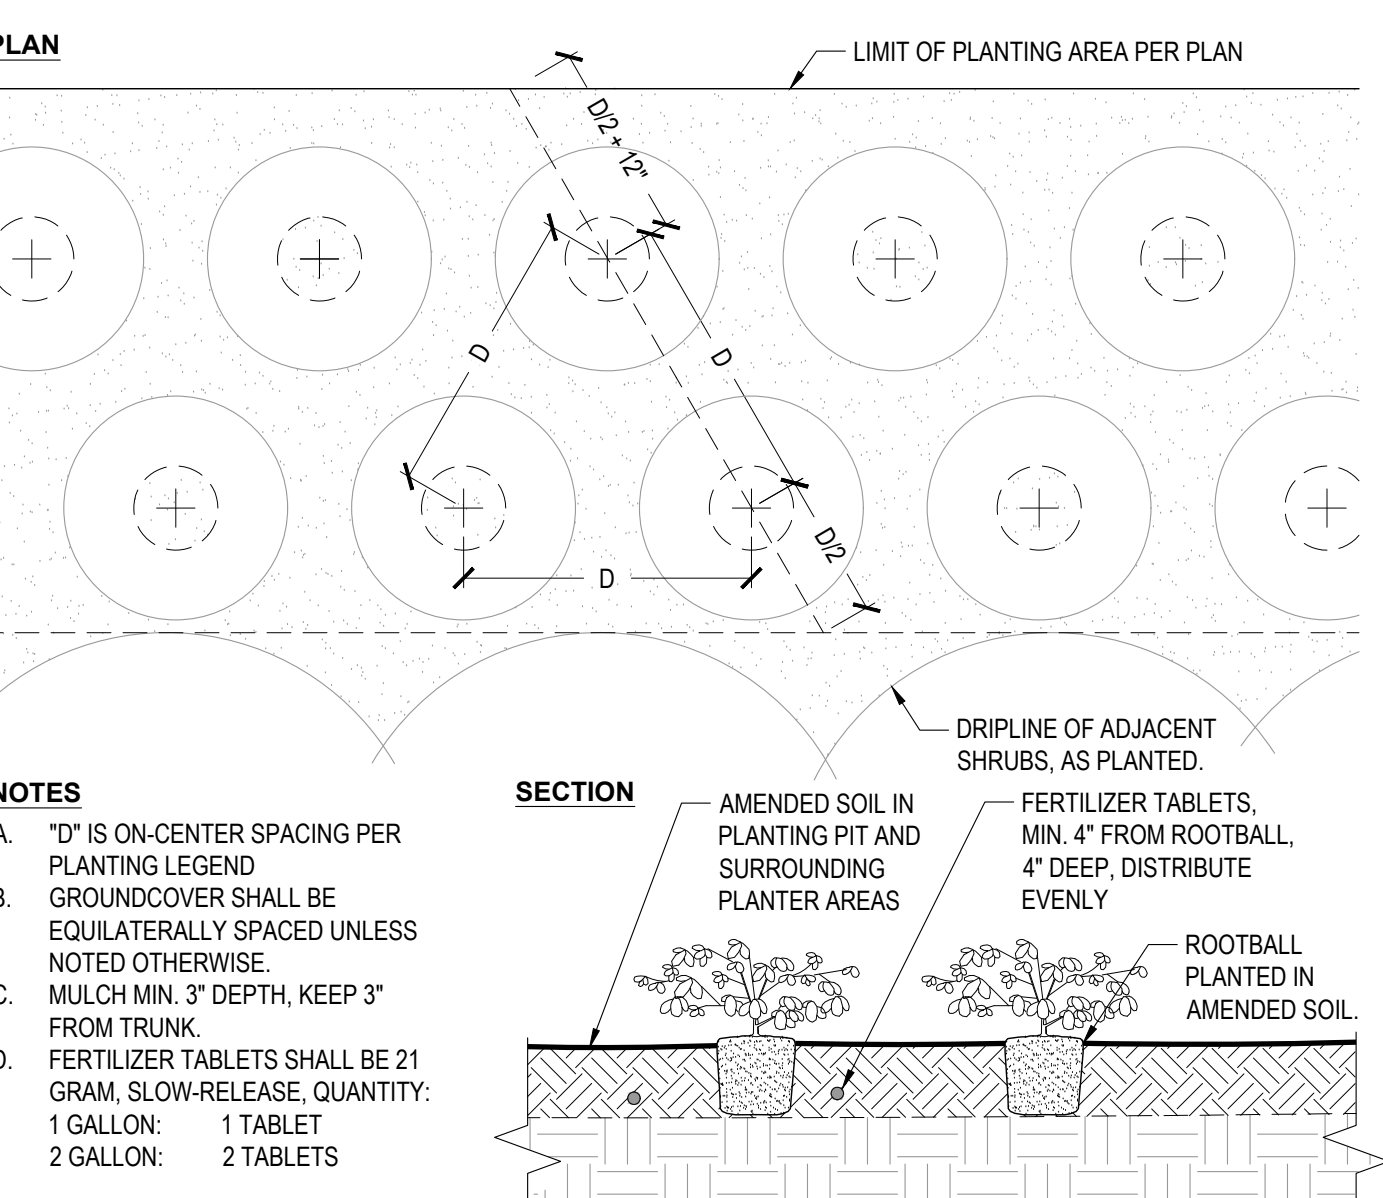 PLAN
LIMIT OF PLANTING AREA PER PLAN
D/2 + 12"
D
D
D/2
D
DRIPLINE OF ADJACENT
SHRUBS, AS PLANTED.
NOTES
A. "D" IS ON-CENTER SPACING PER
PLANTING LEGEND
B. GROUNDCOVER SHALL BE
EQUILATERALLY SPACED UNLESS
NOTED OTHERWISE.
C. MULCH MIN. 3" DEPTH, KEEP 3"
FROM TRUNK.
D. FERTILIZER TABLETS SHALL BE 21
GRAM, SLOW-RELEASE, QUANTITY:
1 GALLON: 1 TABLET
2 GALLON: 2 TABLETS
SECTION
AMENDED SOIL IN
PLANTING PIT AND
SURROUNDING
PLANTER AREAS
FERTILIZER TABLETS,
MIN. 4" FROM ROOTBALL,
4" DEEP, DISTRIBUTE
EVENLY
ROOTBALL
PLANTED IN
AMENDED SOIL.